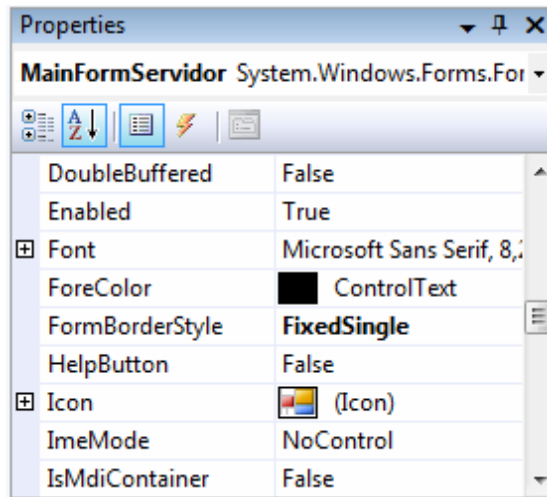 Properties
MainFormServidor System.Windows.Forms.For
DoubleBuffered False
Enabled True
Font Microsoft Sans Serif, 8,
ForeColor ControlText
FormBorderStyle FixedSingle
HelpButton False
Icon (Icon)
ImeMode NoControl
IsMdiContainer False